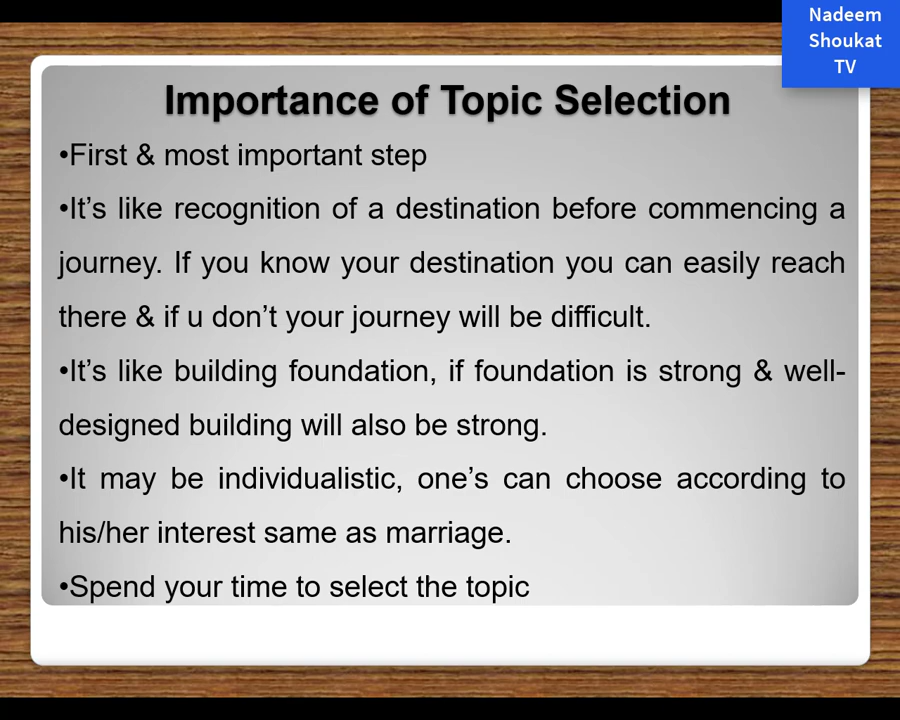 Nadeem
Shoukat
TV
Importance of Topic Selection
•First & most important step
•It’s like recognition of a destination before commencing a
journey. If you know your destination you can easily reach
there & if u don’t your journey will be difficult.
•It’s like building foundation, if foundation is strong & well-
designed building will also be strong.
•It may be individualistic, one’s can choose according to
his/her interest same as marriage.
•Spend your time to select the topic